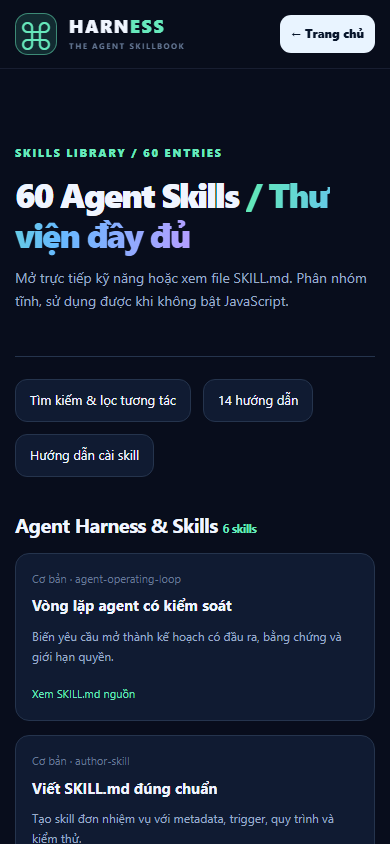 HARNESS
THE AGENT SKILLBOOK
← Trang chủ
SKILLS LIBRARY / 60 ENTRIES
60 Agent Skills / Thư
viện đầy đủ
Mở trực tiếp kỹ năng hoặc xem file SKILL.md. Phân nhóm
tĩnh, sử dụng được khi không bật JavaScript.
Tìm kiếm & lọc tương tác
14 hướng dẫn
Hướng dẫn cài skill
Agent Harness & Skills 6 skills
Cơ bản · agent-operating-loop
Vòng lặp agent có kiểm soát
Biến yêu cầu mở thành kế hoạch có đầu ra, bằng chứng và
giới hạn quyền.
Xem SKILL.md nguồn
Cơ bản · author-skill
Viết SKILL.md đúng chuẩn
Tạo skill đơn nhiệm vụ với metadata, trigger, quy trình và
kiểm thử.